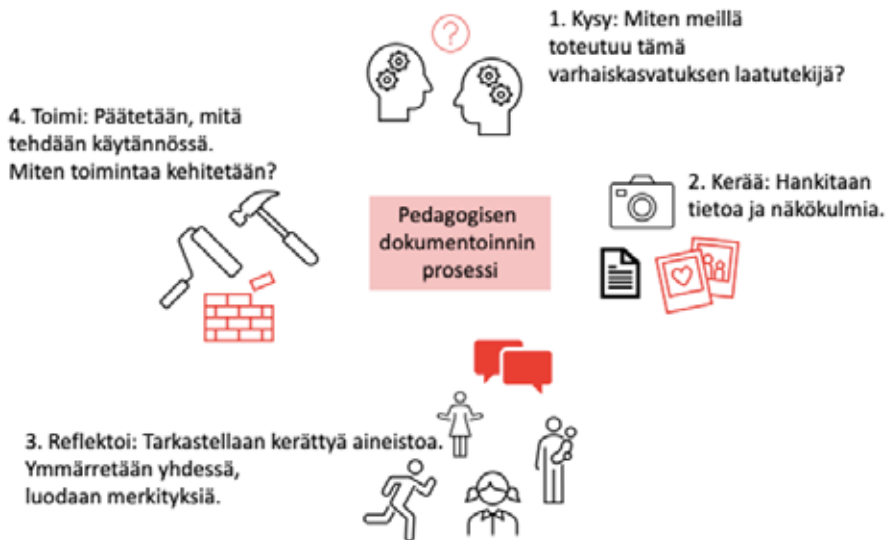 1. Kysy: Miten meillä
toteutuu tämä
varhaiskasvatuksen laatutekijä?
2. Kerää: Hankitaan
tietoa ja näkökulmia.
3. Reflektoi: Tarkastellaan kerättyä aineistoa.
Ymmärretään yhdessä,
luodaan merkityksiä.
4. Toimi: Päätetään, mitä
tehdään käytännössä.
Miten toimintaa kehitetään?
Pedagogisen
dokumentoinnin
prosessi
?